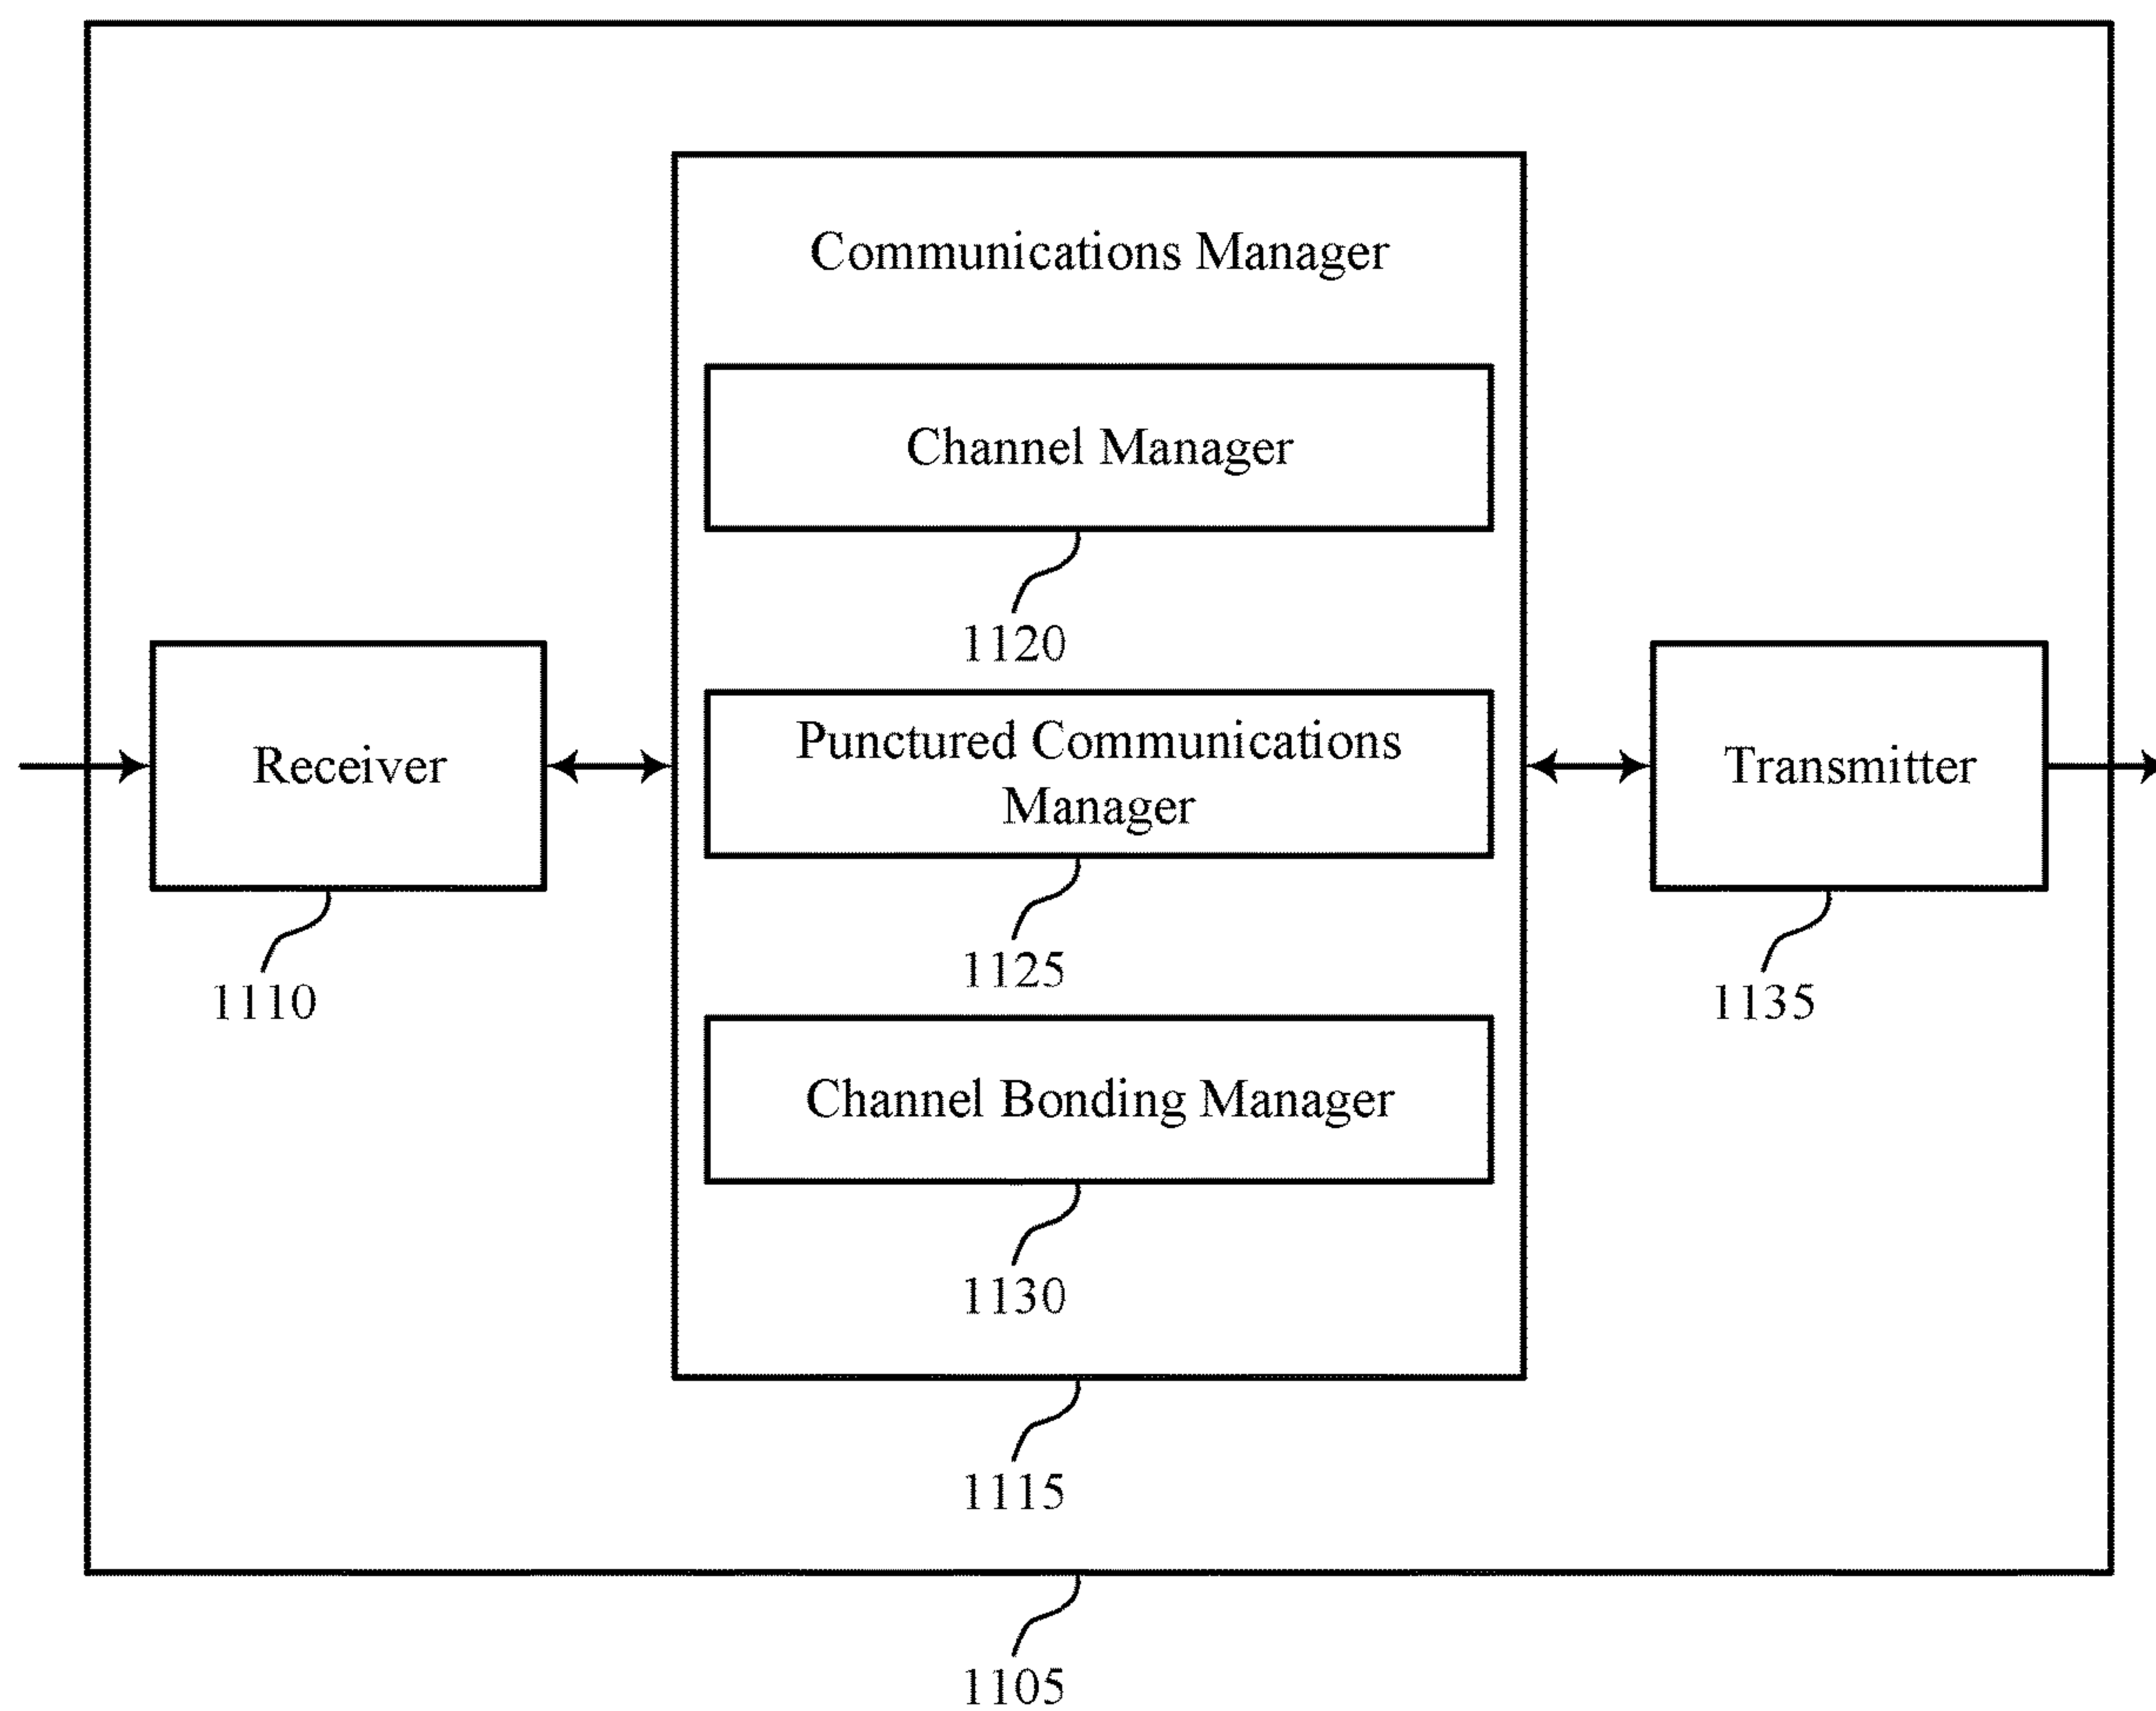 Communications Manager
Channel Manager
1120
Receiver
1110
Punctured Communications
Manager
1125
Transmitter
1135
Channel Bonding Manager
1130
1115
1105